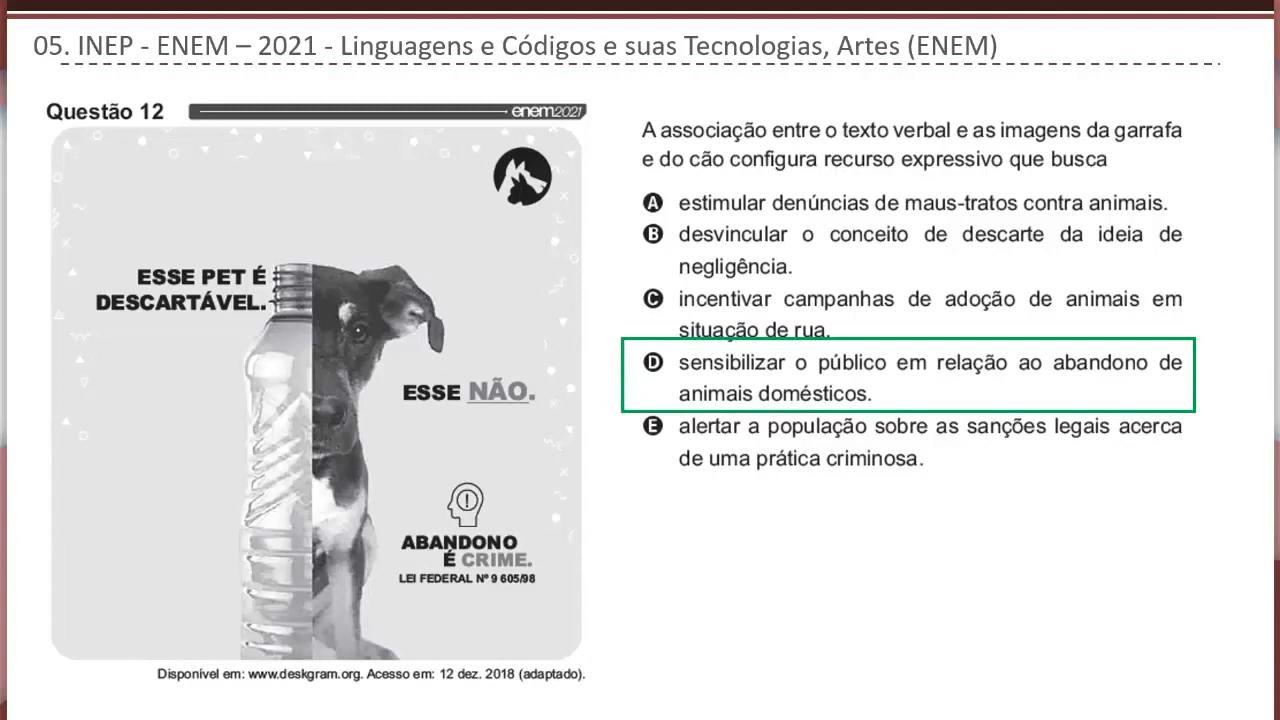 05. INEP - ENEM – 2021 - Linguagens e Códigos e suas Tecnologias, Artes (ENEM)
Questão 12
enem2021
ESSE PET É
DESCARTÁVEL.
ESSE NÃO.
ABANDONO
É CRIME.
LEI FEDERAL Nº 9 605/98
Disponível em: www.deskgram.org. Acesso em: 12 dez. 2018 (adaptado).
A associação entre o texto verbal e as imagens da garrafa
e do cão configura recurso expressivo que busca
A estimular denúncias de maus-tratos contra animais.
B desvincular o conceito de descarte da ideia de
negligência.
C incentivar campanhas de adoção de animais em
situação de rua.
D sensibilizar o público em relação ao abandono de
animais domésticos.
E alertar a população sobre as sanções legais acerca
de uma prática criminosa.